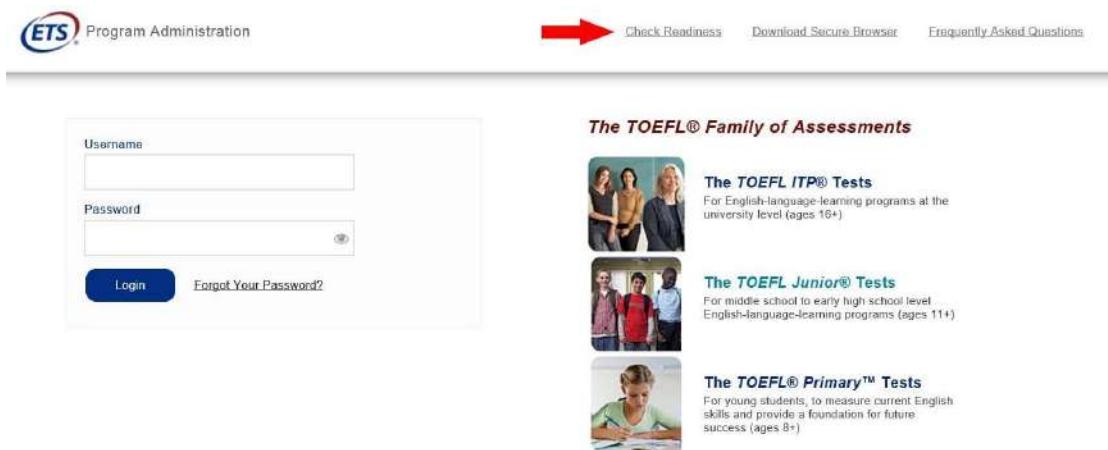 ETS® Program Administration
Check Readiness
Download Secure Browser
Frequently Asked Questions
Username
Password
Login
Forgot Your Password?
The TOEFL® Family of Assessments
The TOEFL ITP® Tests
For English-language-learning programs at the
university level (ages 16+)
The TOEFL Junior® Tests
For middle school to early high school level
English-language-learning programs (ages 11+)
The TOEFL® Primary™ Tests
For young students, to measure current English
skills and provide a foundation for future
success (ages 8+)